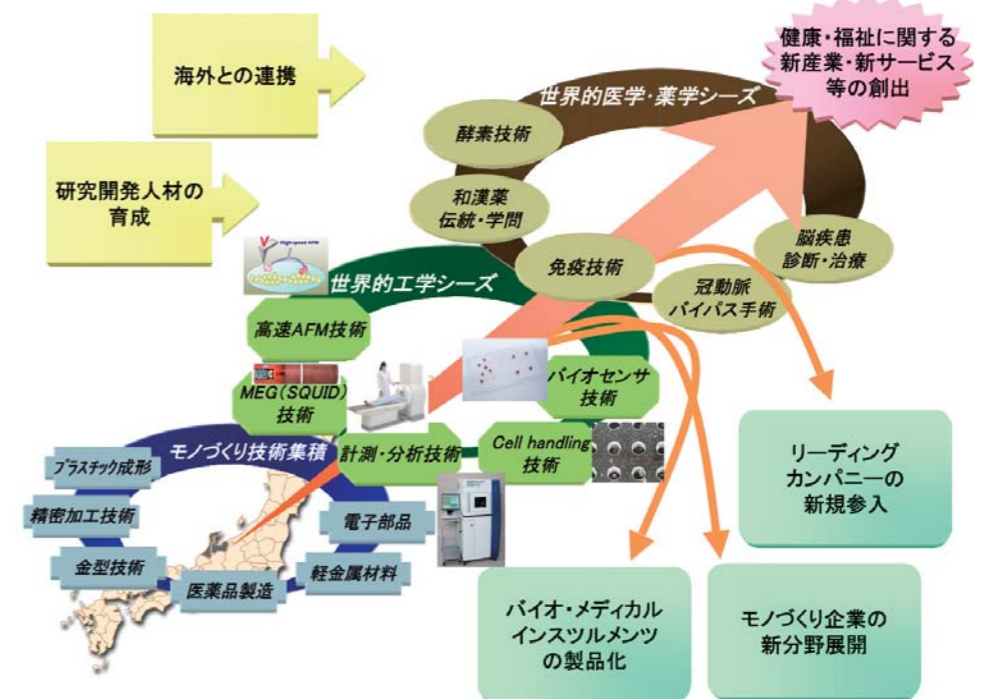 健康・福祉に関する
新産業・新サービス
等の創出
海外との連携
世界的医学・薬学シーズ
酵素技術
研究開発人材の
育成
和漢薬
伝統・学問
脳疾患
診断・治療
免疫技術
冠動脈
バイパス手術
High-speed AFM
世界的工学シーズ
高速AFM技術
MEG(SQUID)
技術
バイオセンサ
技術
モノづくり技術集積
計測・分析技術
Cell handling
技術
プラスチック成形
精密加工技術
電子部品
金型技術
医薬品製造
軽金属材料
リーディング
カンパニーの
新規参入
バイオ・メディカル
インスツルメンツ
の製品化
モノづくり企業の
新分野展開